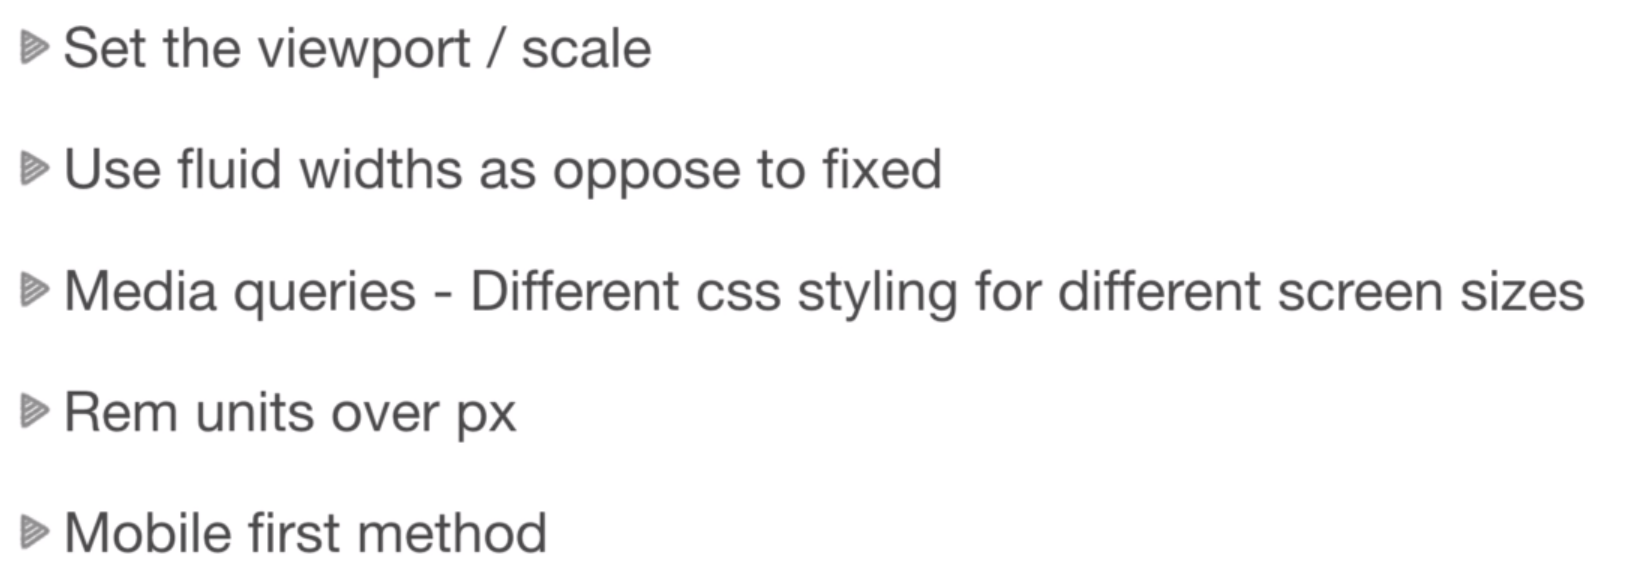 Set the viewport / scale
Use fluid widths as oppose to fixed
Media queries - Different css styling for different screen sizes
Rem units over px
Mobile first method